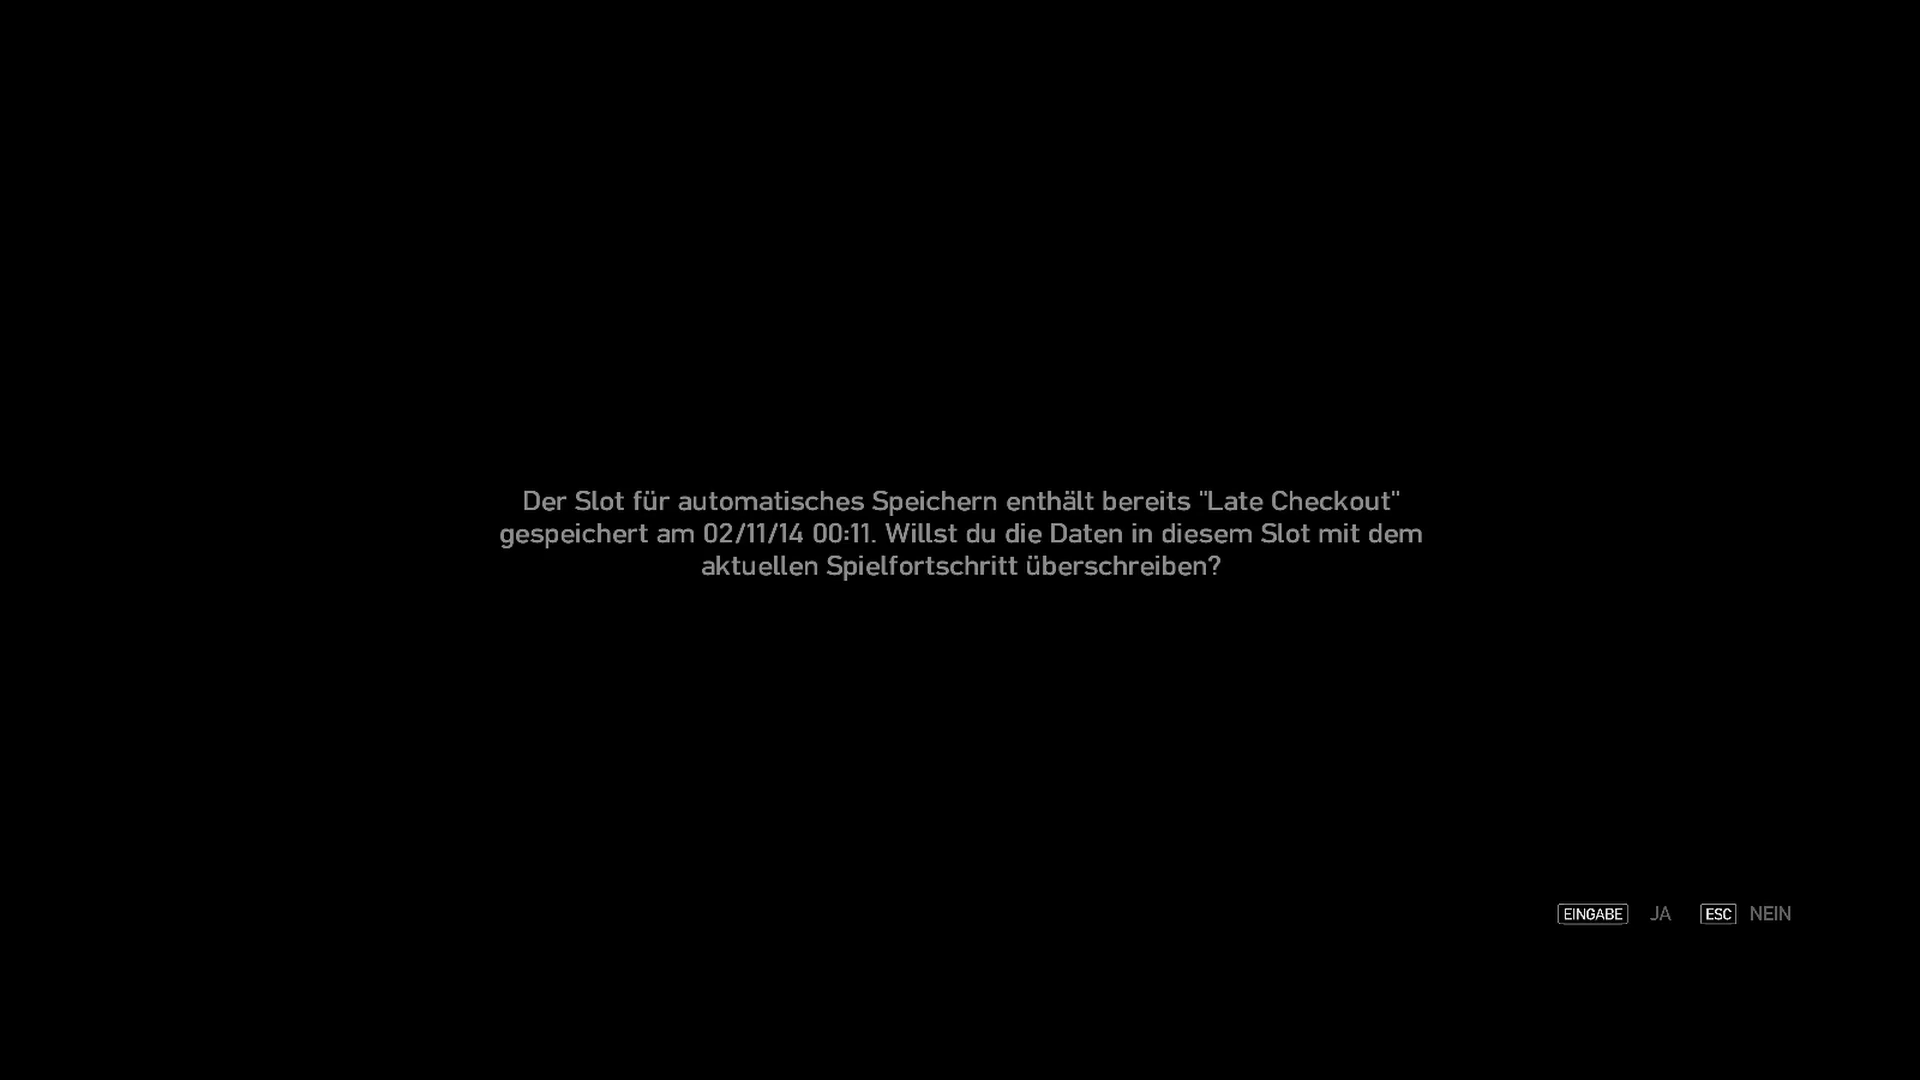 Der Slot für automatisches Speichern enthält bereits "Late Checkout"
gespeichert am 02/11/14 00:11. Willst du die Daten in diesem Slot mit dem
aktuellen Spielfortschritt überschreiben?
EINGABE JA ESC NEIN